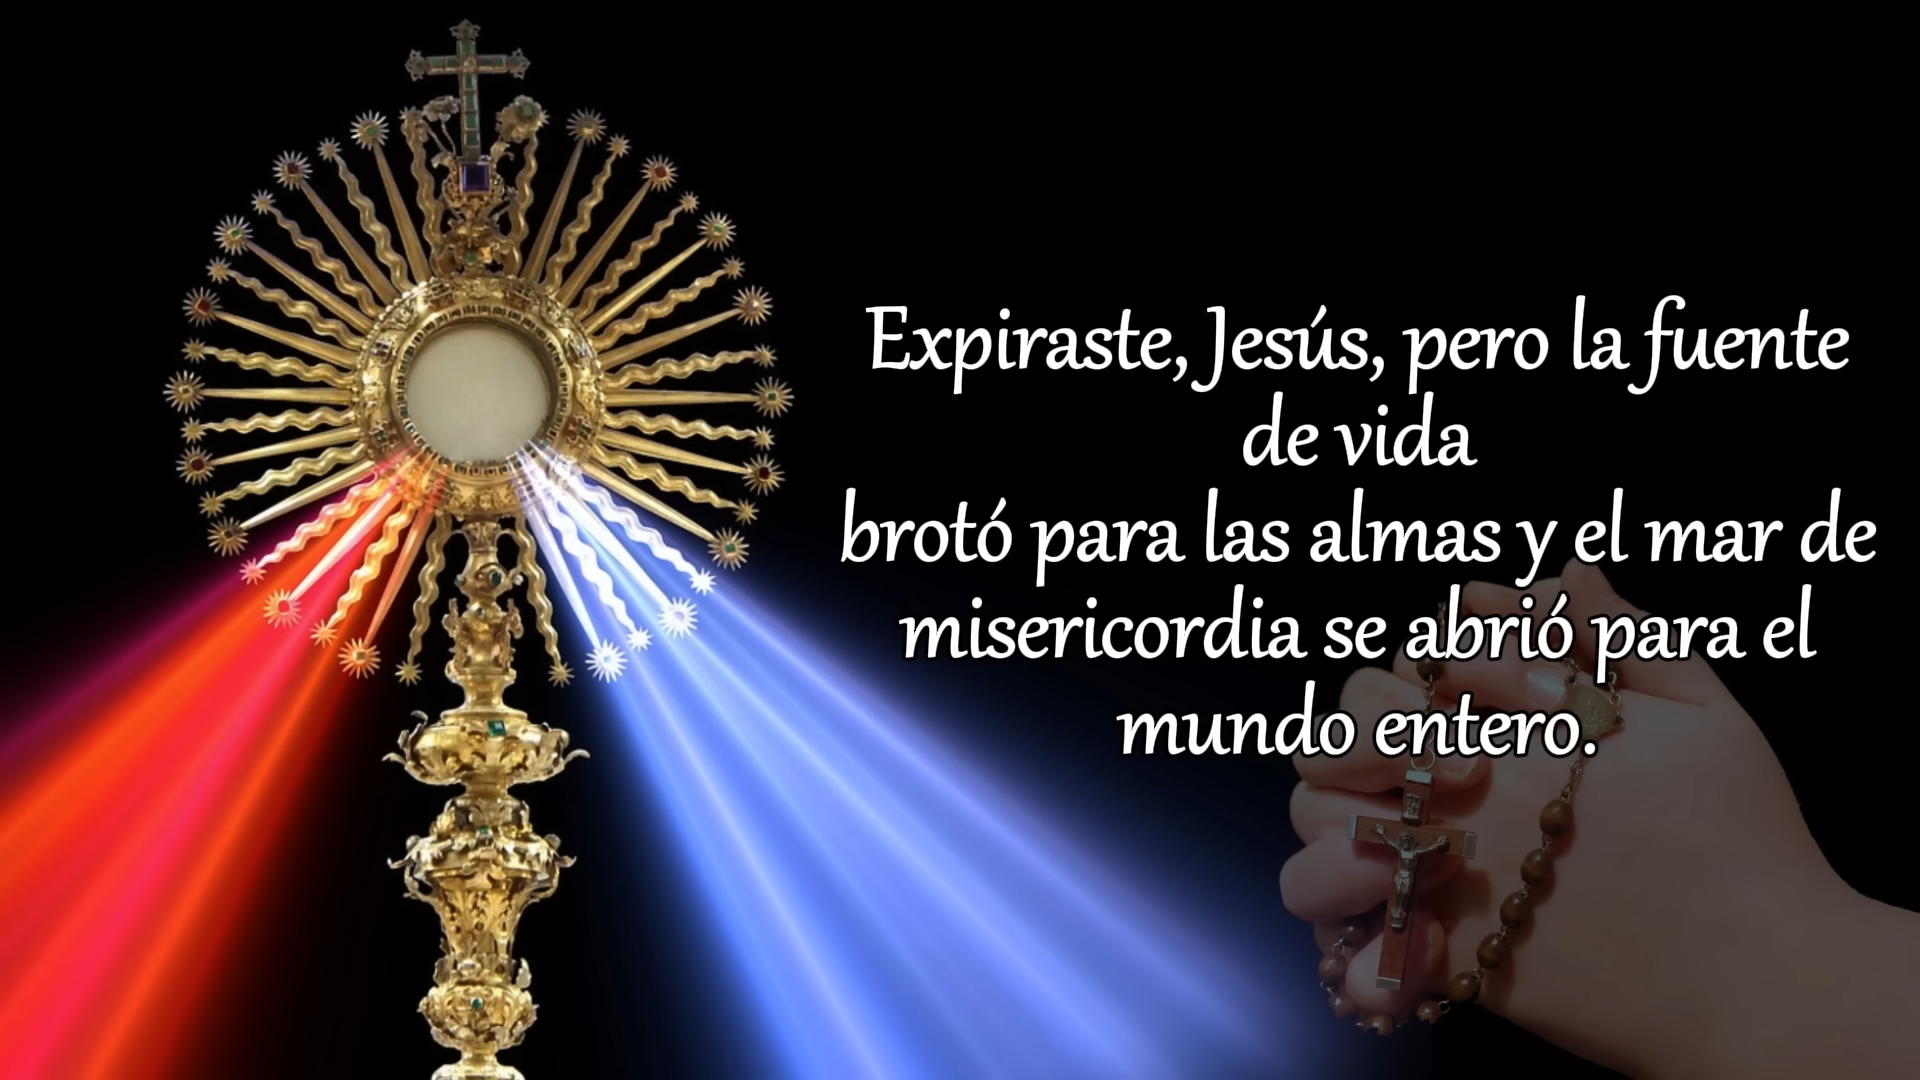 Expiraste, Jesús, pero la fuente
de vida
brotó para las almas y el mar de
misericordia se abrió para el
mundo entero.